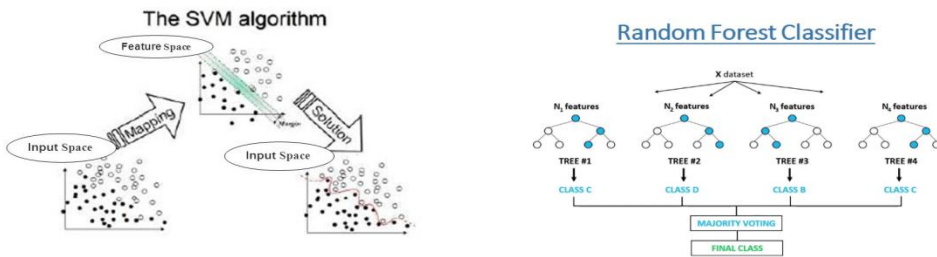 The SVM algorithm
Feature Space
Margin
Mapping
Solution
Input Space
Input Space
Random Forest Classifier
X dataset
N₁ features
N₂ features
N₃ features
N₄ features
TREE #1
TREE #2
TREE #3
TREE #4
CLASS C
CLASS D
CLASS B
CLASS C
MAJORITY VOTING
FINAL CLASS